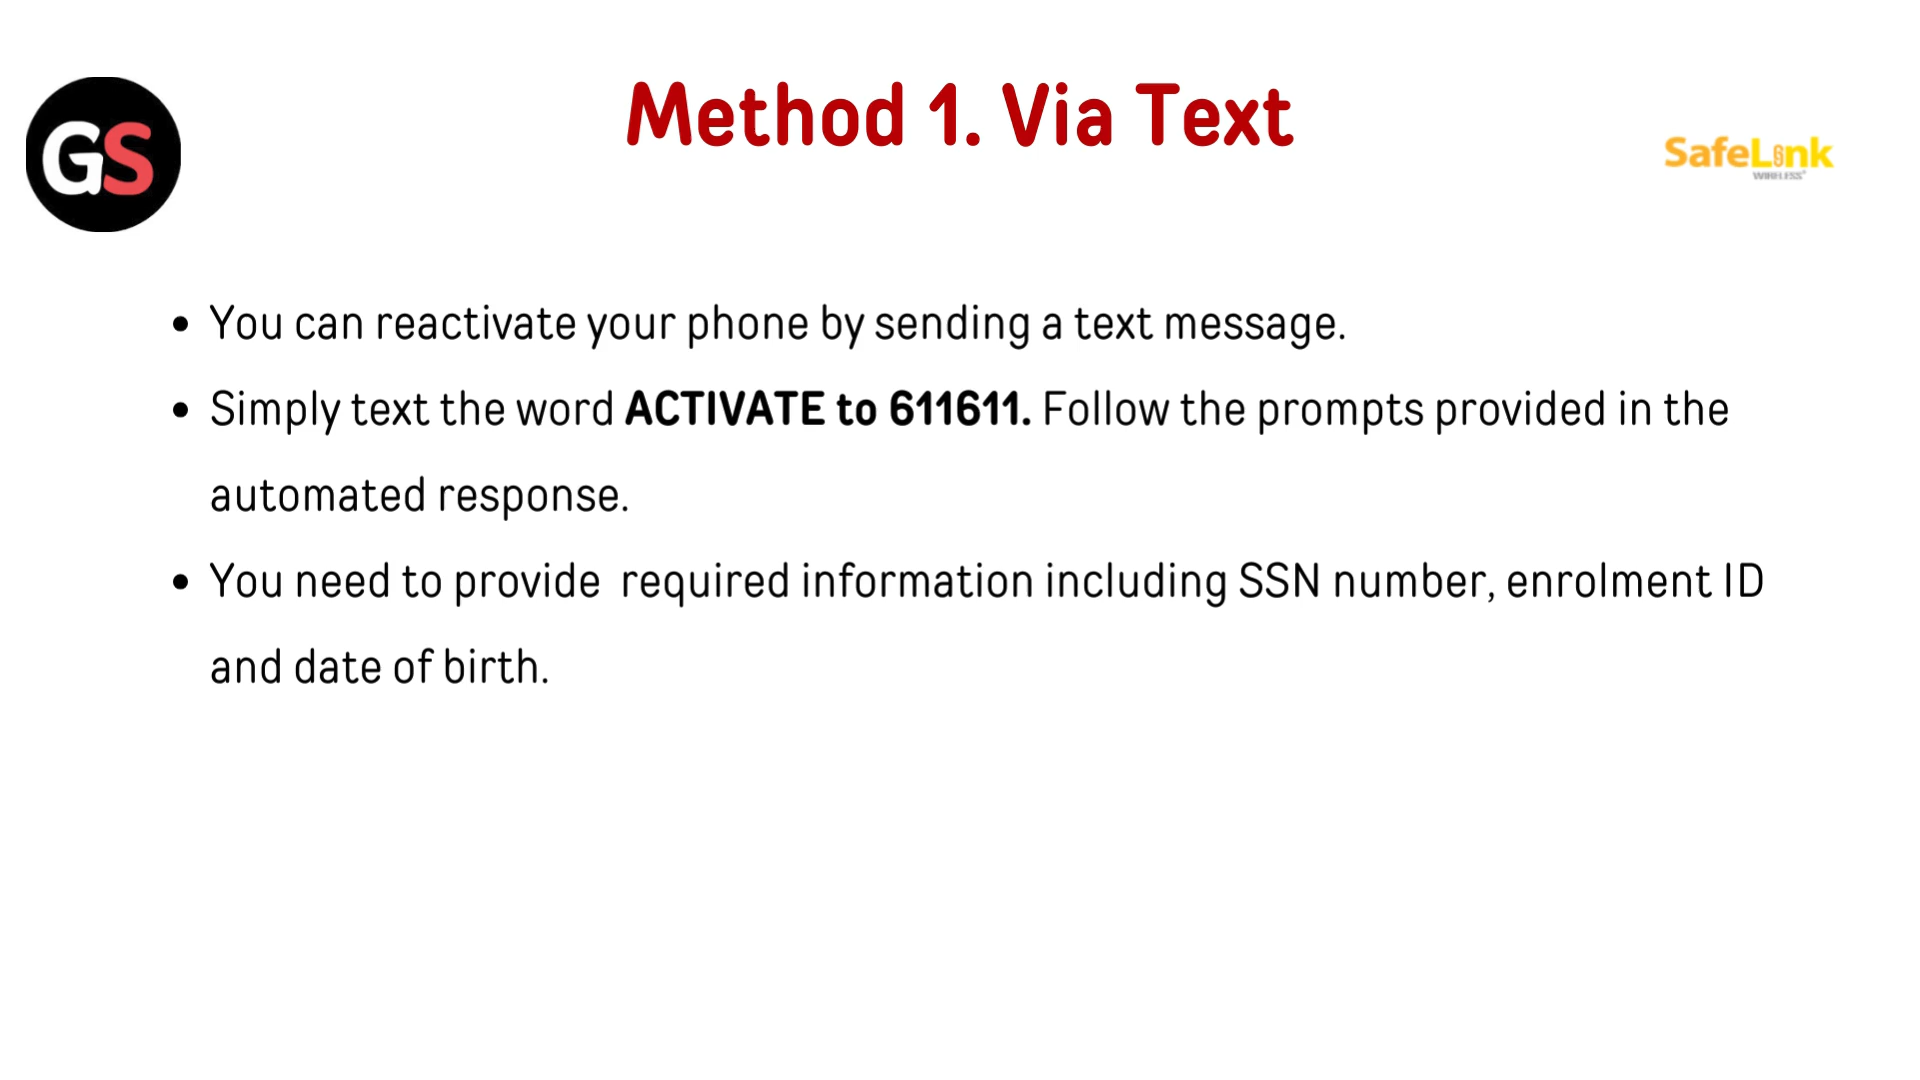 Method 1. Via Text
GS
SafeLink
WIRELESS
• You can reactivate your phone by sending a text message.
• Simply text the word ACTIVATE to 611611. Follow the prompts provided in the
automated response.
• You need to provide  required information including SSN number, enrolment ID
and date of birth.